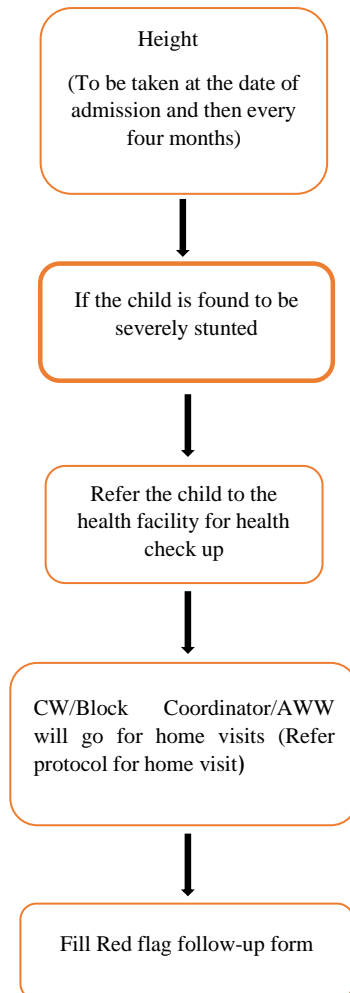 Height
(To be taken at the date of
admission and then every
four months)
If the child is found to be
severely stunted
Refer the child to the
health facility for health
check up
CW/Block Coordinator/AWW
will go for home visits (Refer
protocol for home visit)
Fill Red flag follow-up form